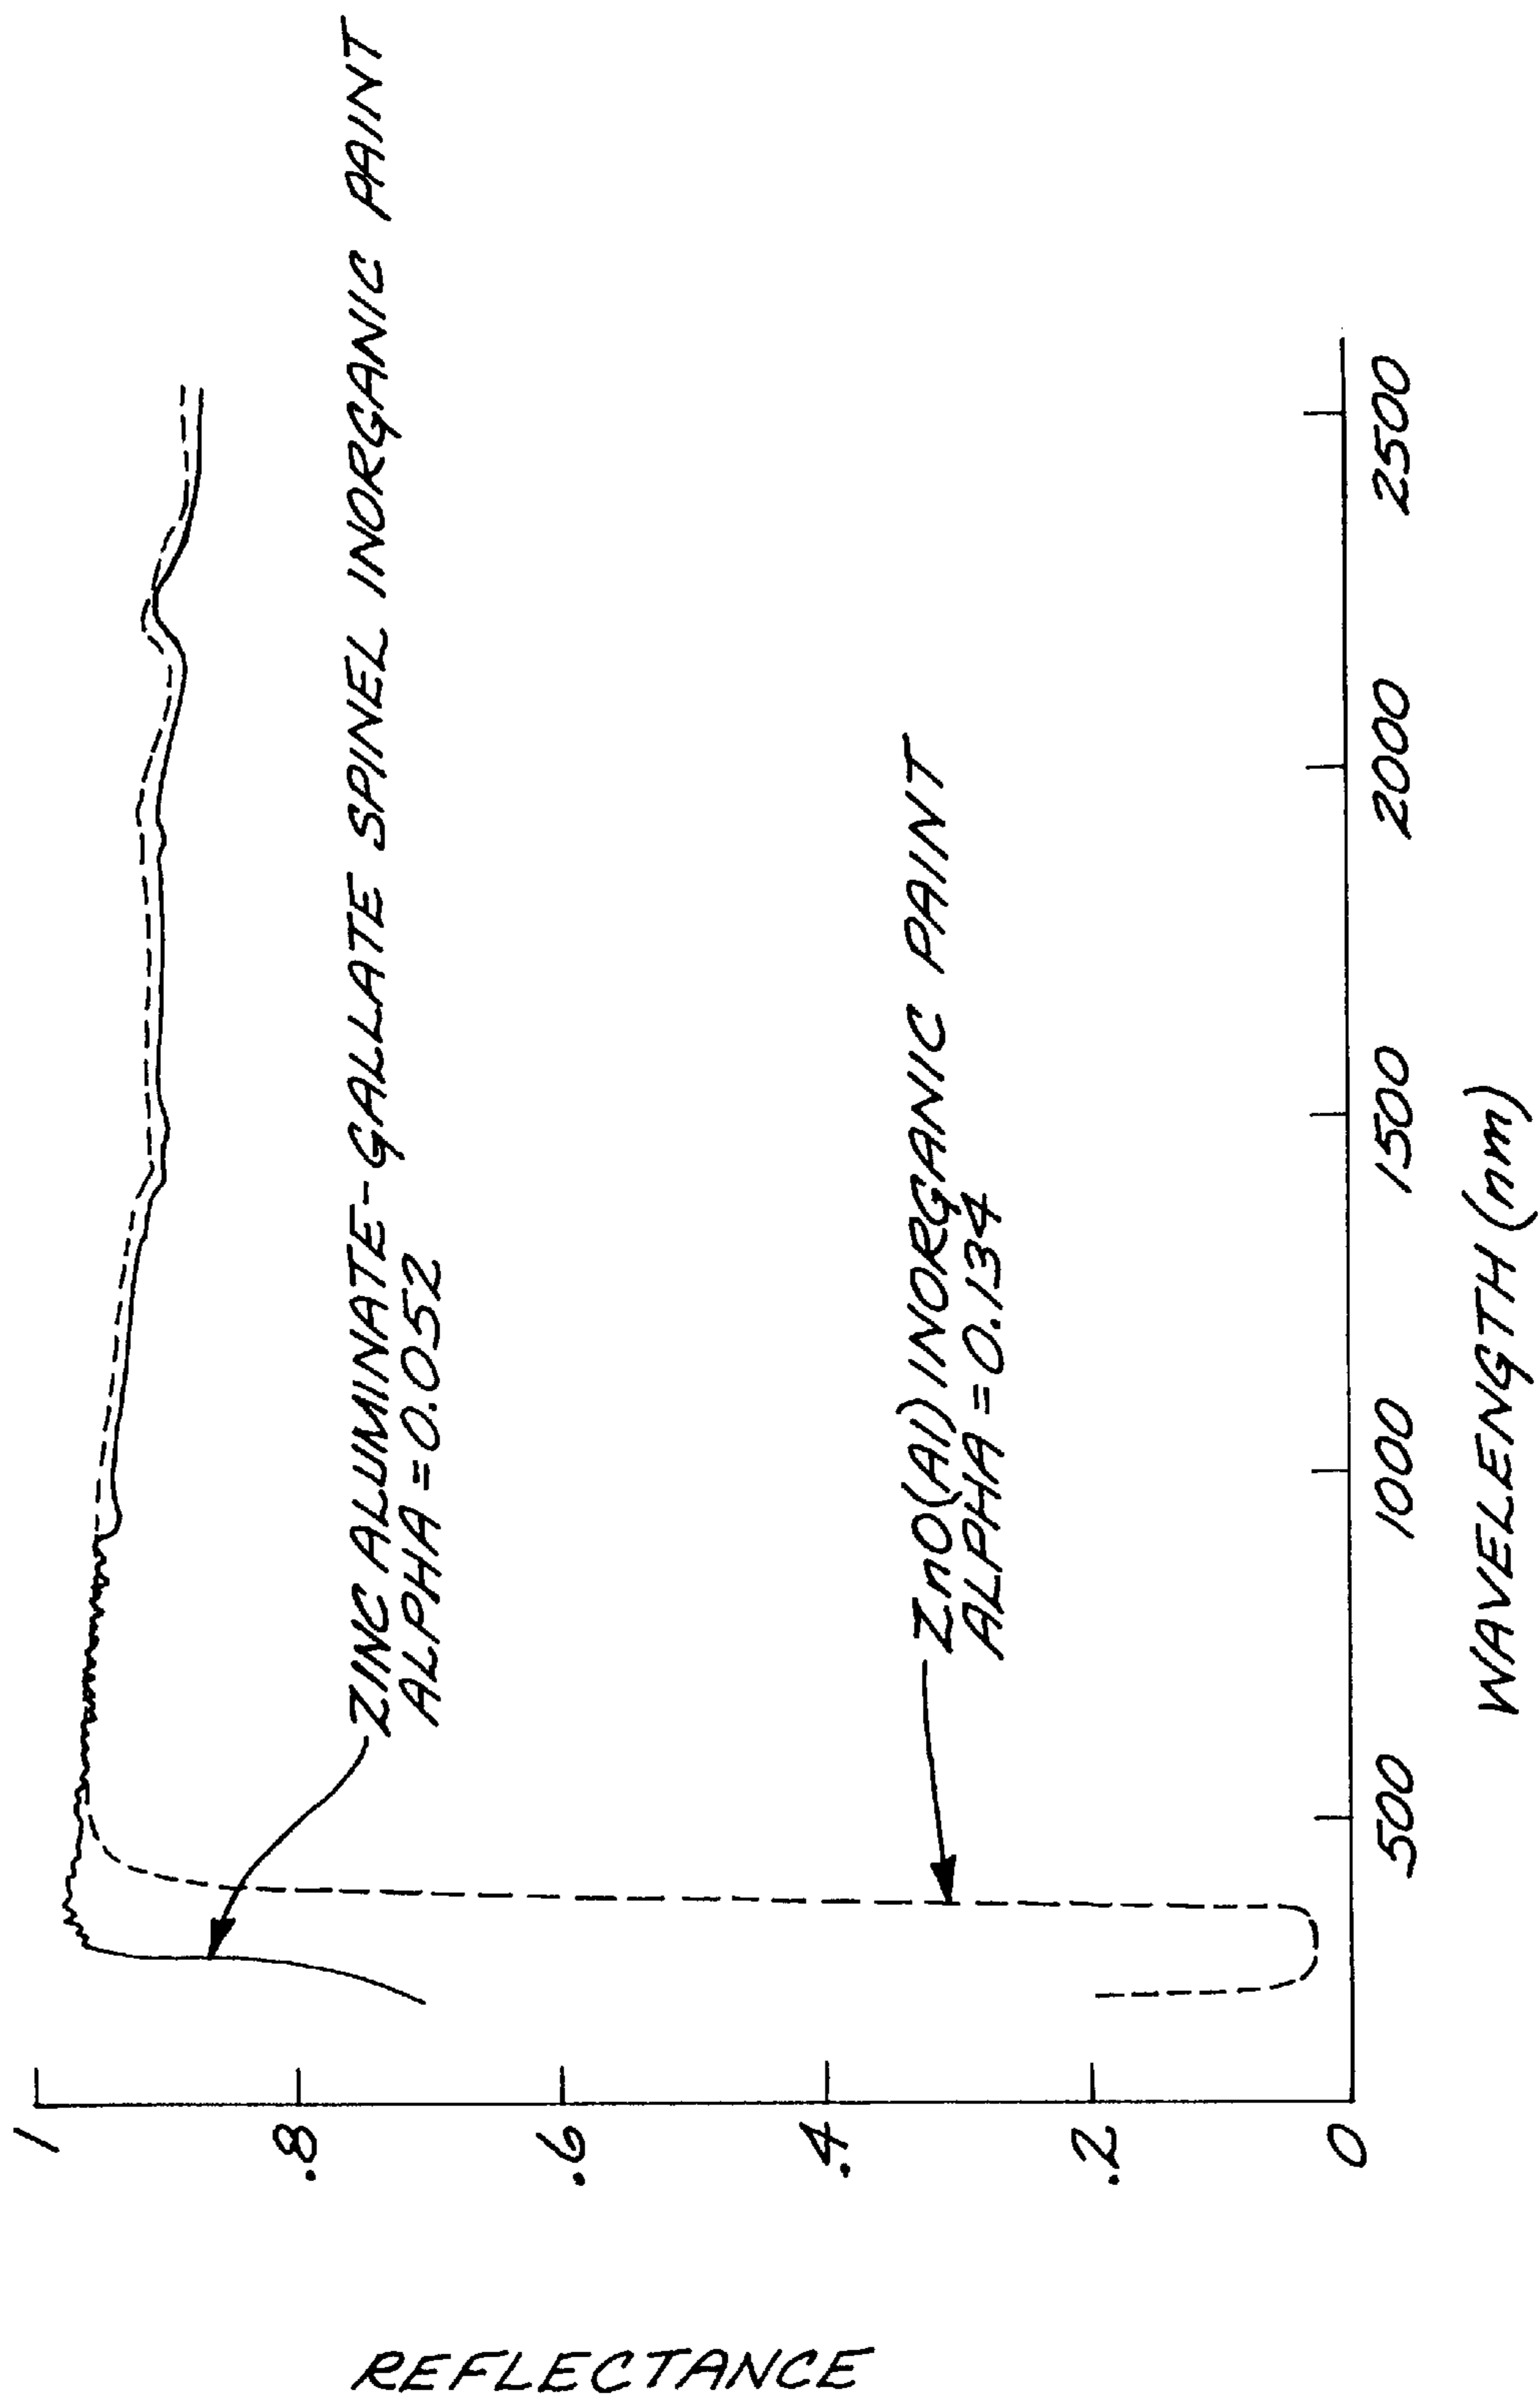 REFLECTANCE
1
.8
.6
.4
.2
0
ZINC ALUMINATE-GALLATE SPINEL INORGANIC PAINT
ALPHA = 0.052
ZnO(Al) INORGANIC PAINT
ALPHA = 0.134
500
1000
1500
2000
2500
WAVELENGTH (nm)